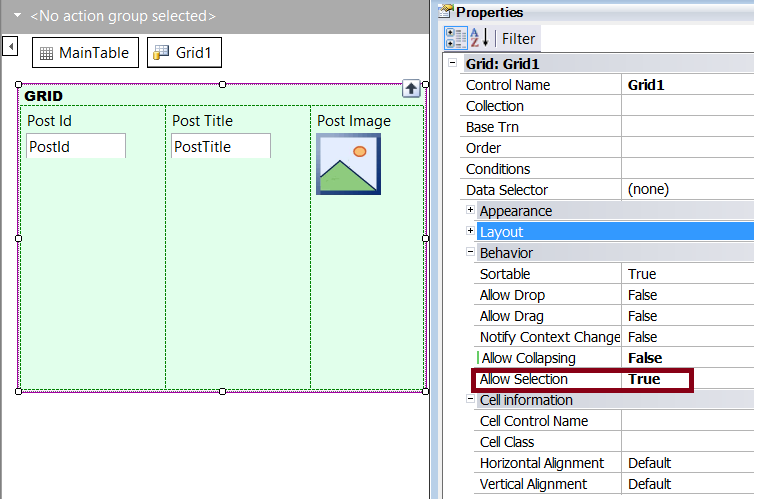 <No action group selected>
MainTable Grid1
GRID
Post Id Post Title Post Image
PostId PostTitle
Properties
A Z Filter
Grid: Grid1
Control Name Grid1
Collection
Base Trn
Order
Conditions
Data Selector (none)
Appearance
Layout
Behavior
Sortable True
Allow Drop False
Allow Drag False
Notify Context Change False
Allow Collapsing False
Allow Selection True
Cell information
Cell Control Name
Cell Class
Horizontal Alignment Default
Vertical Alignment Default